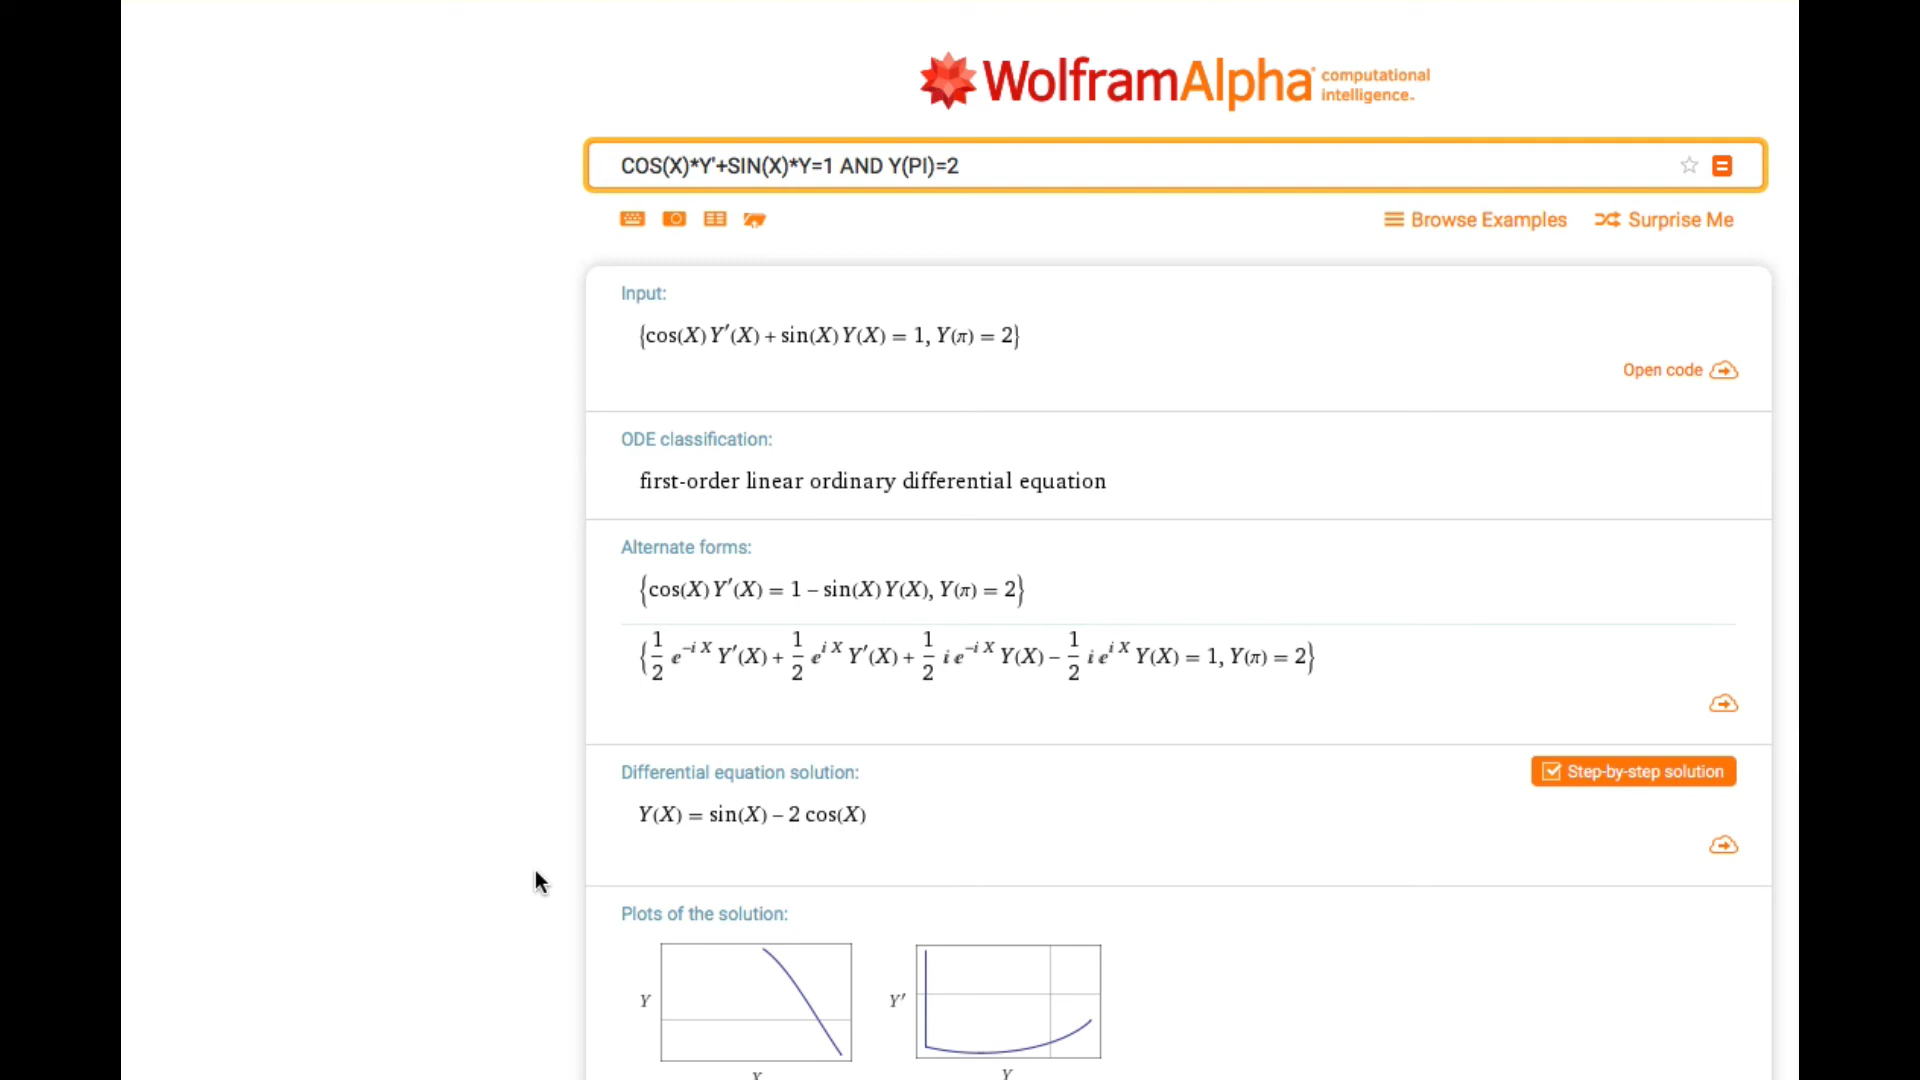 WolframAlpha computational intelligence.
COS(X)*Y'+SIN(X)*Y=1 AND Y(PI)=2
Browse Examples Surprise Me
Input:
{cos(X) Y′(X) + sin(X) Y(X) = 1, Y(π) = 2}
Open code
ODE classification:
first-order linear ordinary differential equation
Alternate forms:
{cos(X) Y′(X) = 1 – sin(X) Y(X), Y(π) = 2}
{1/2 e^(-i X) Y′(X) + 1/2 e^(i X) Y′(X) + 1/2 i e^(-i X) Y(X) – 1/2 i e^(i X) Y(X) = 1, Y(π) = 2}
Differential equation solution:
Step-by-step solution
Y(X) = sin(X) – 2 cos(X)
Plots of the solution:
Y Y′
X Y